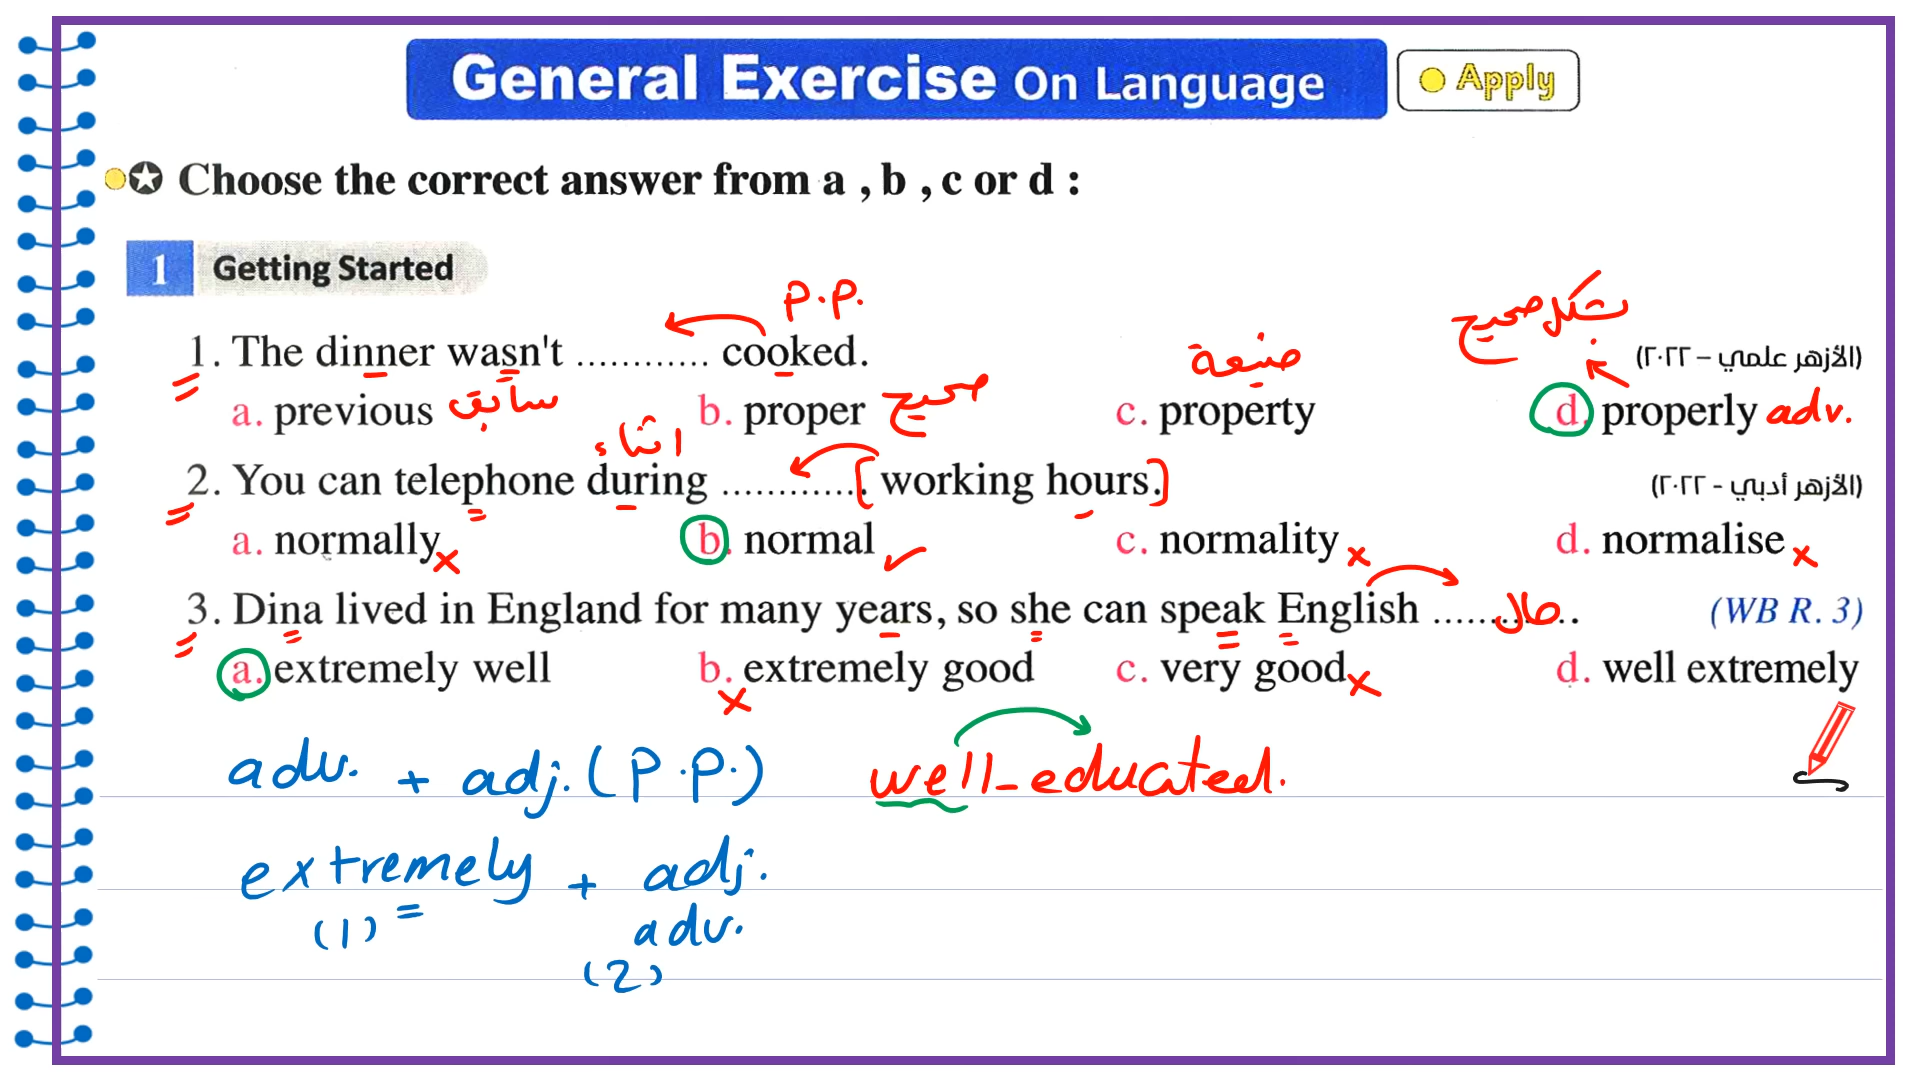 General Exercise On Language
Apply
Choose the correct answer from a , b , c or d :
1 Getting Started
P.P.
بشكل صحيح
1. The dinner wasn't ............ cooked. (الأزهر علمي – ٢٠٢٢)
ضيعة
a. previous سابق b. proper صحيح c. property d. properly adv.
اثناء
2. You can telephone during ............. [ working hours.] (الأزهر أدبي - ٢٠٢٢)
a. normally x b. normal ✓ c. normality x d. normalise x
3. Dina lived in England for many years, so she can speak English ............. حال (WB R. 3)
a. extremely well b. extremely good x c. very good x d. well extremely
adv. + adj. (P.P.) well-educated.
extremely + adj.
(1) = adv.
(2)